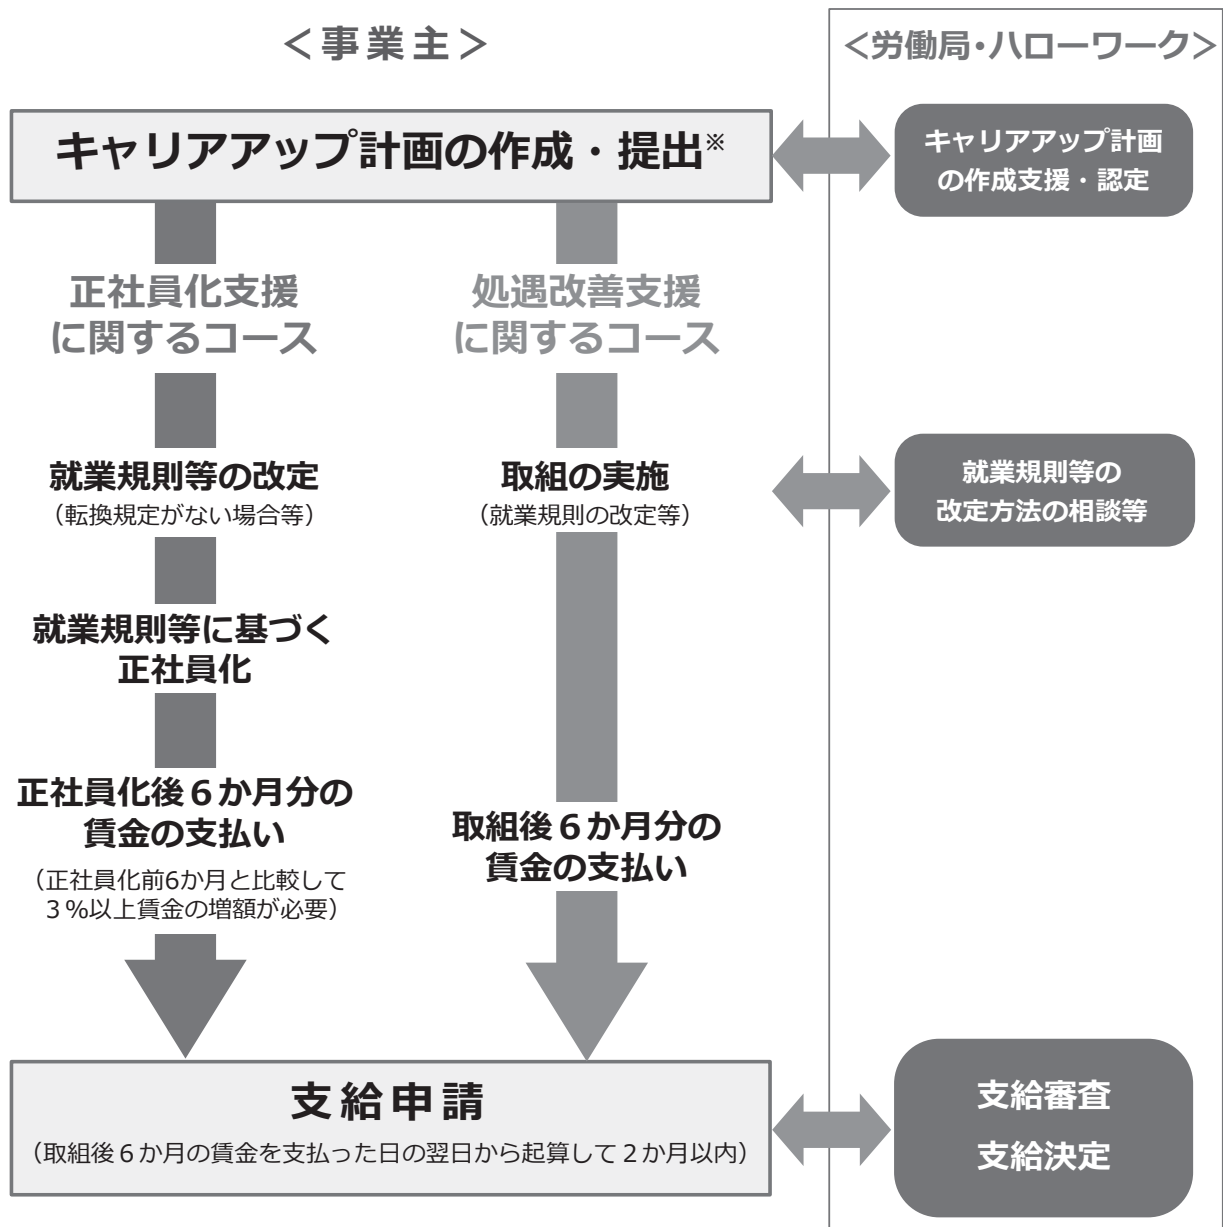 ＜事業主＞
＜労働局・ハローワーク＞
キャリアアップ計画の作成・提出※
キャリアアップ計画
の作成支援・認定
正社員化支援
に関するコース
処遇改善支援
に関するコース
就業規則等の改定
（転換規定がない場合等）
取組の実施
（就業規則の改定等）
就業規則等の
改定方法の相談等
就業規則等に基づく
正社員化
正社員化後６か月分の
賃金の支払い
（正社員化前6か月と比較して
３％以上賃金の増額が必要）
取組後６か月分の
賃金の支払い
支給申請
（取組後６か月の賃金を支払った日の翌日から起算して２か月以内）
支給審査
支給決定